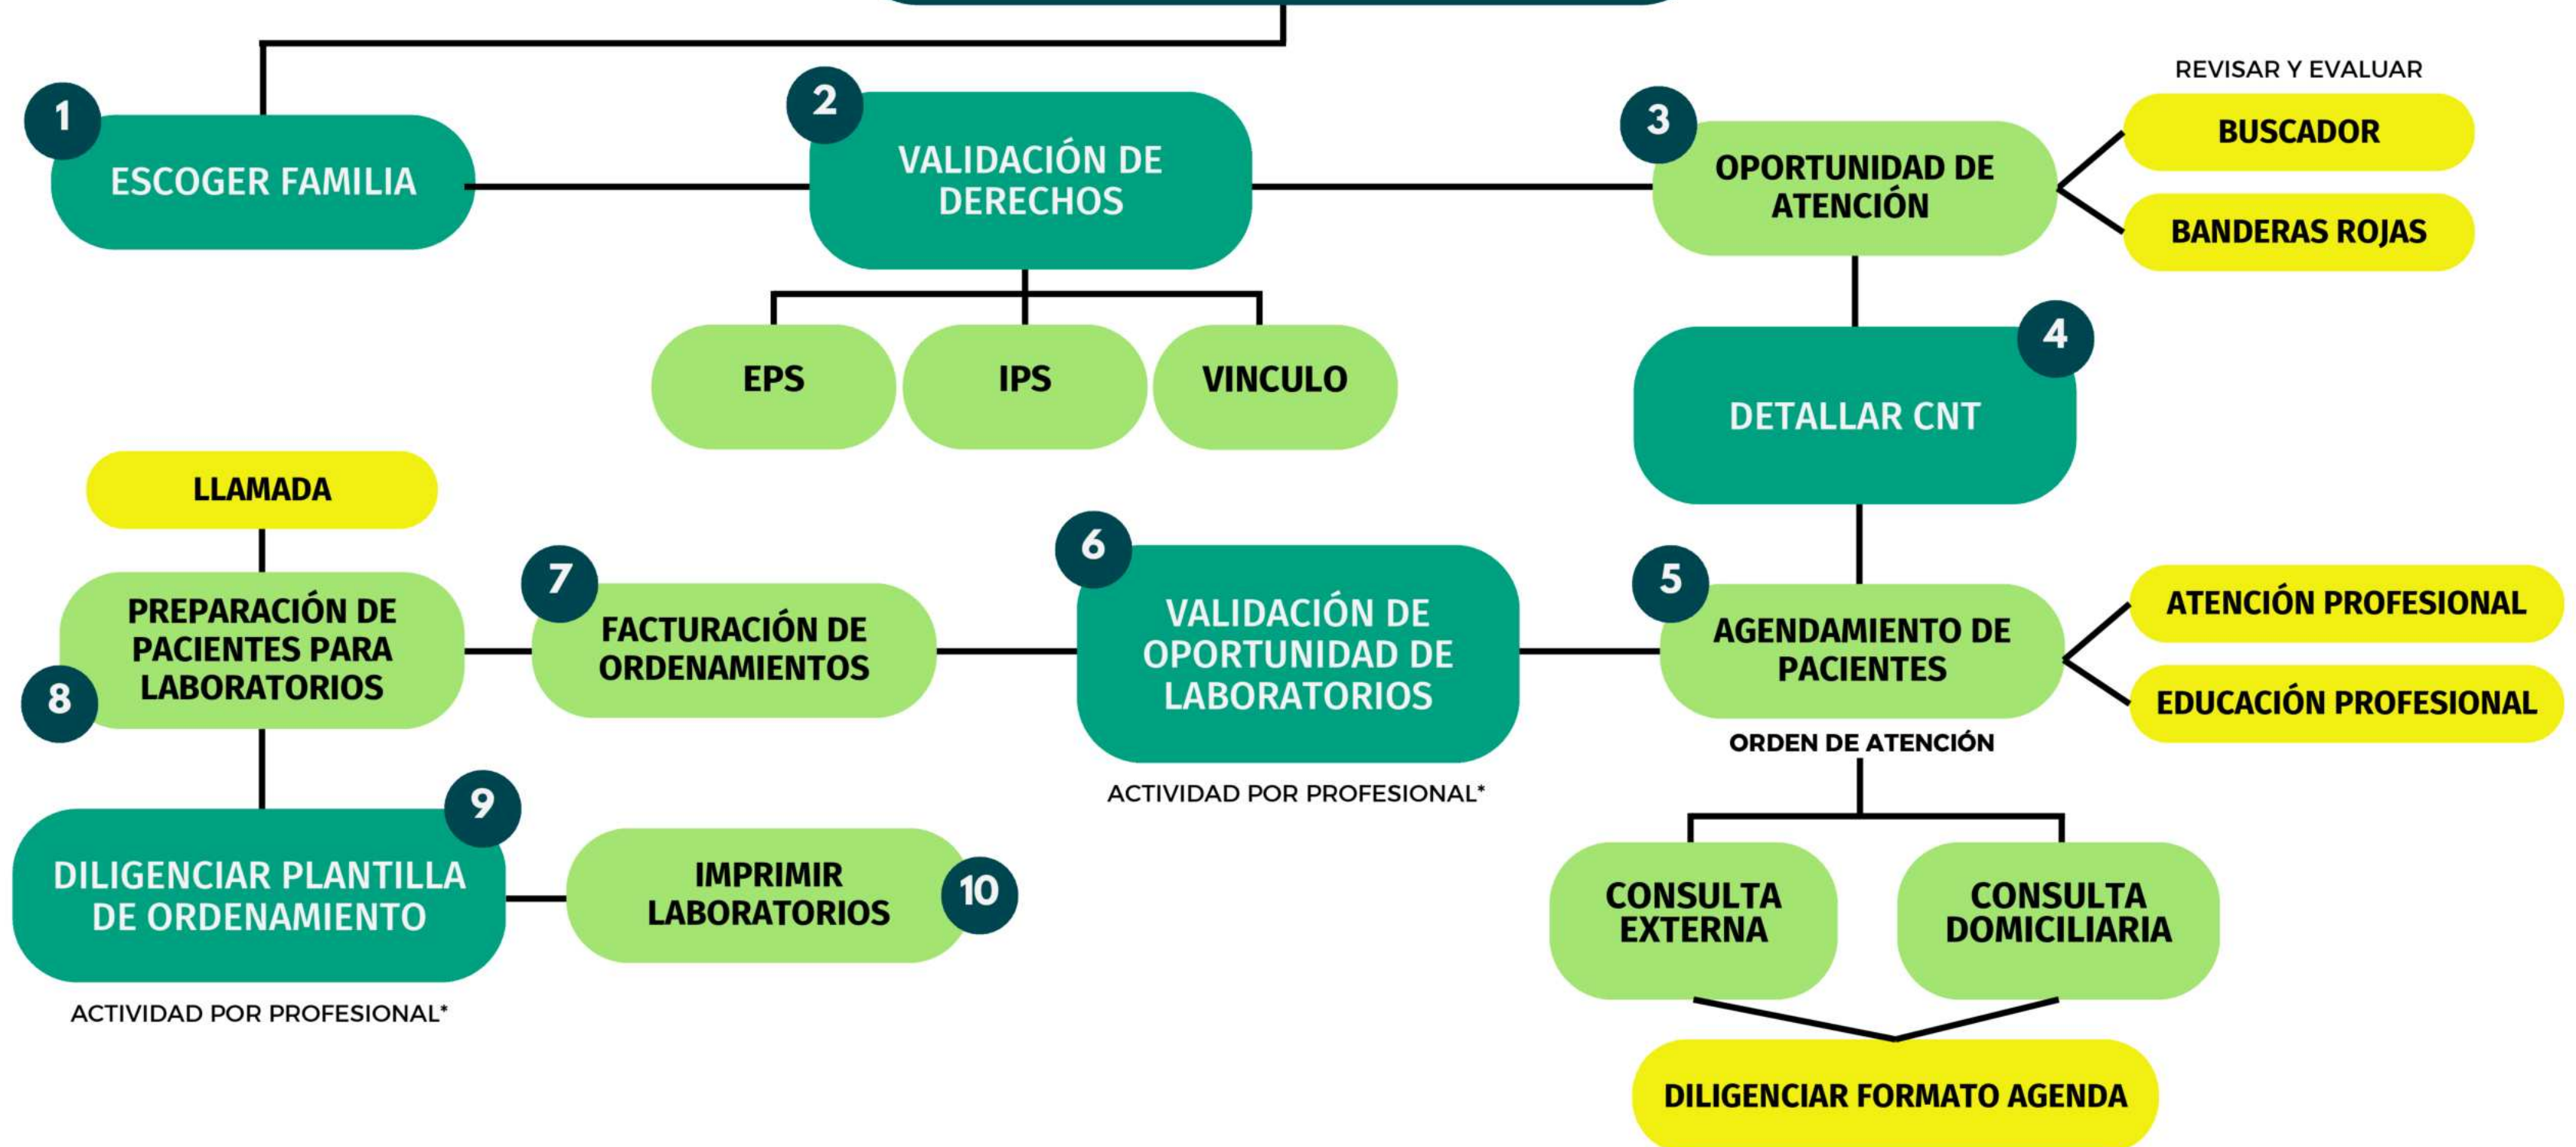 1
ESCOGER FAMILIA
2
VALIDACIÓN DE
DERECHOS
EPS
IPS
VINCULO
3
OPORTUNIDAD DE
ATENCIÓN
REVISAR Y EVALUAR
BUSCADOR
BANDERAS ROJAS
4
DETALLAR CNT
5
AGENDAMIENTO DE
PACIENTES
ATENCIÓN PROFESIONAL
EDUCACIÓN PROFESIONAL
ORDEN DE ATENCIÓN
CONSULTA
EXTERNA
CONSULTA
DOMICILIARIA
DILIGENCIAR FORMATO AGENDA
6
VALIDACIÓN DE
OPORTUNIDAD DE
LABORATORIOS
ACTIVIDAD POR PROFESIONAL*
7
FACTURACIÓN DE
ORDENAMIENTOS
LLAMADA
PREPARACIÓN DE
PACIENTES PARA
LABORATORIOS
8
9
DILIGENCIAR PLANTILLA
DE ORDENAMIENTO
ACTIVIDAD POR PROFESIONAL*
IMPRIMIR
LABORATORIOS
10